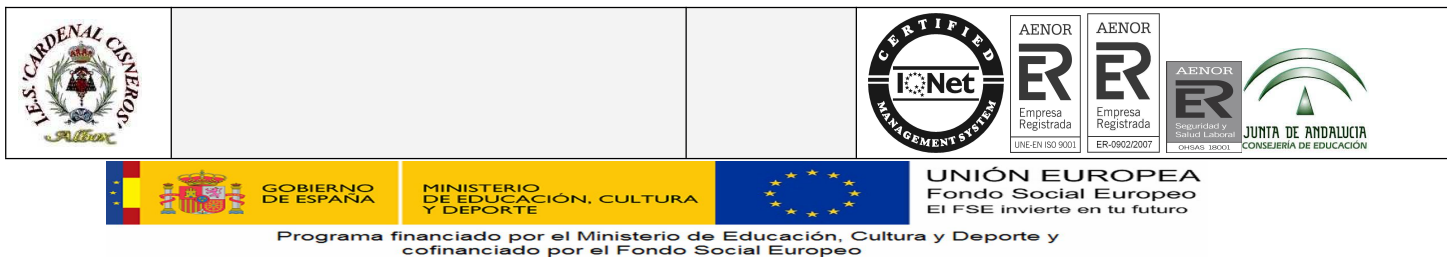 I.E.S. 'CARDENAL CISNEROS'
Albox
CERTIFIED
IQNet
MANAGEMENT SYSTEM
AENOR
ER
Empresa
Registrada
UNE-EN ISO 9001
AENOR
ER
Empresa
Registrada
ER-0902/2007
AENOR
ER
Seguridad y
Salud Laboral
OHSAS 18001
JUNTA DE ANDALUCIA
CONSEJERÍA DE EDUCACIÓN
GOBIERNO
DE ESPAÑA
MINISTERIO
DE EDUCACIÓN, CULTURA
Y DEPORTE
UNIÓN EUROPEA
Fondo Social Europeo
El FSE invierte en tu futuro
Programa financiado por el Ministerio de Educación, Cultura y Deporte y
cofinanciado por el Fondo Social Europeo